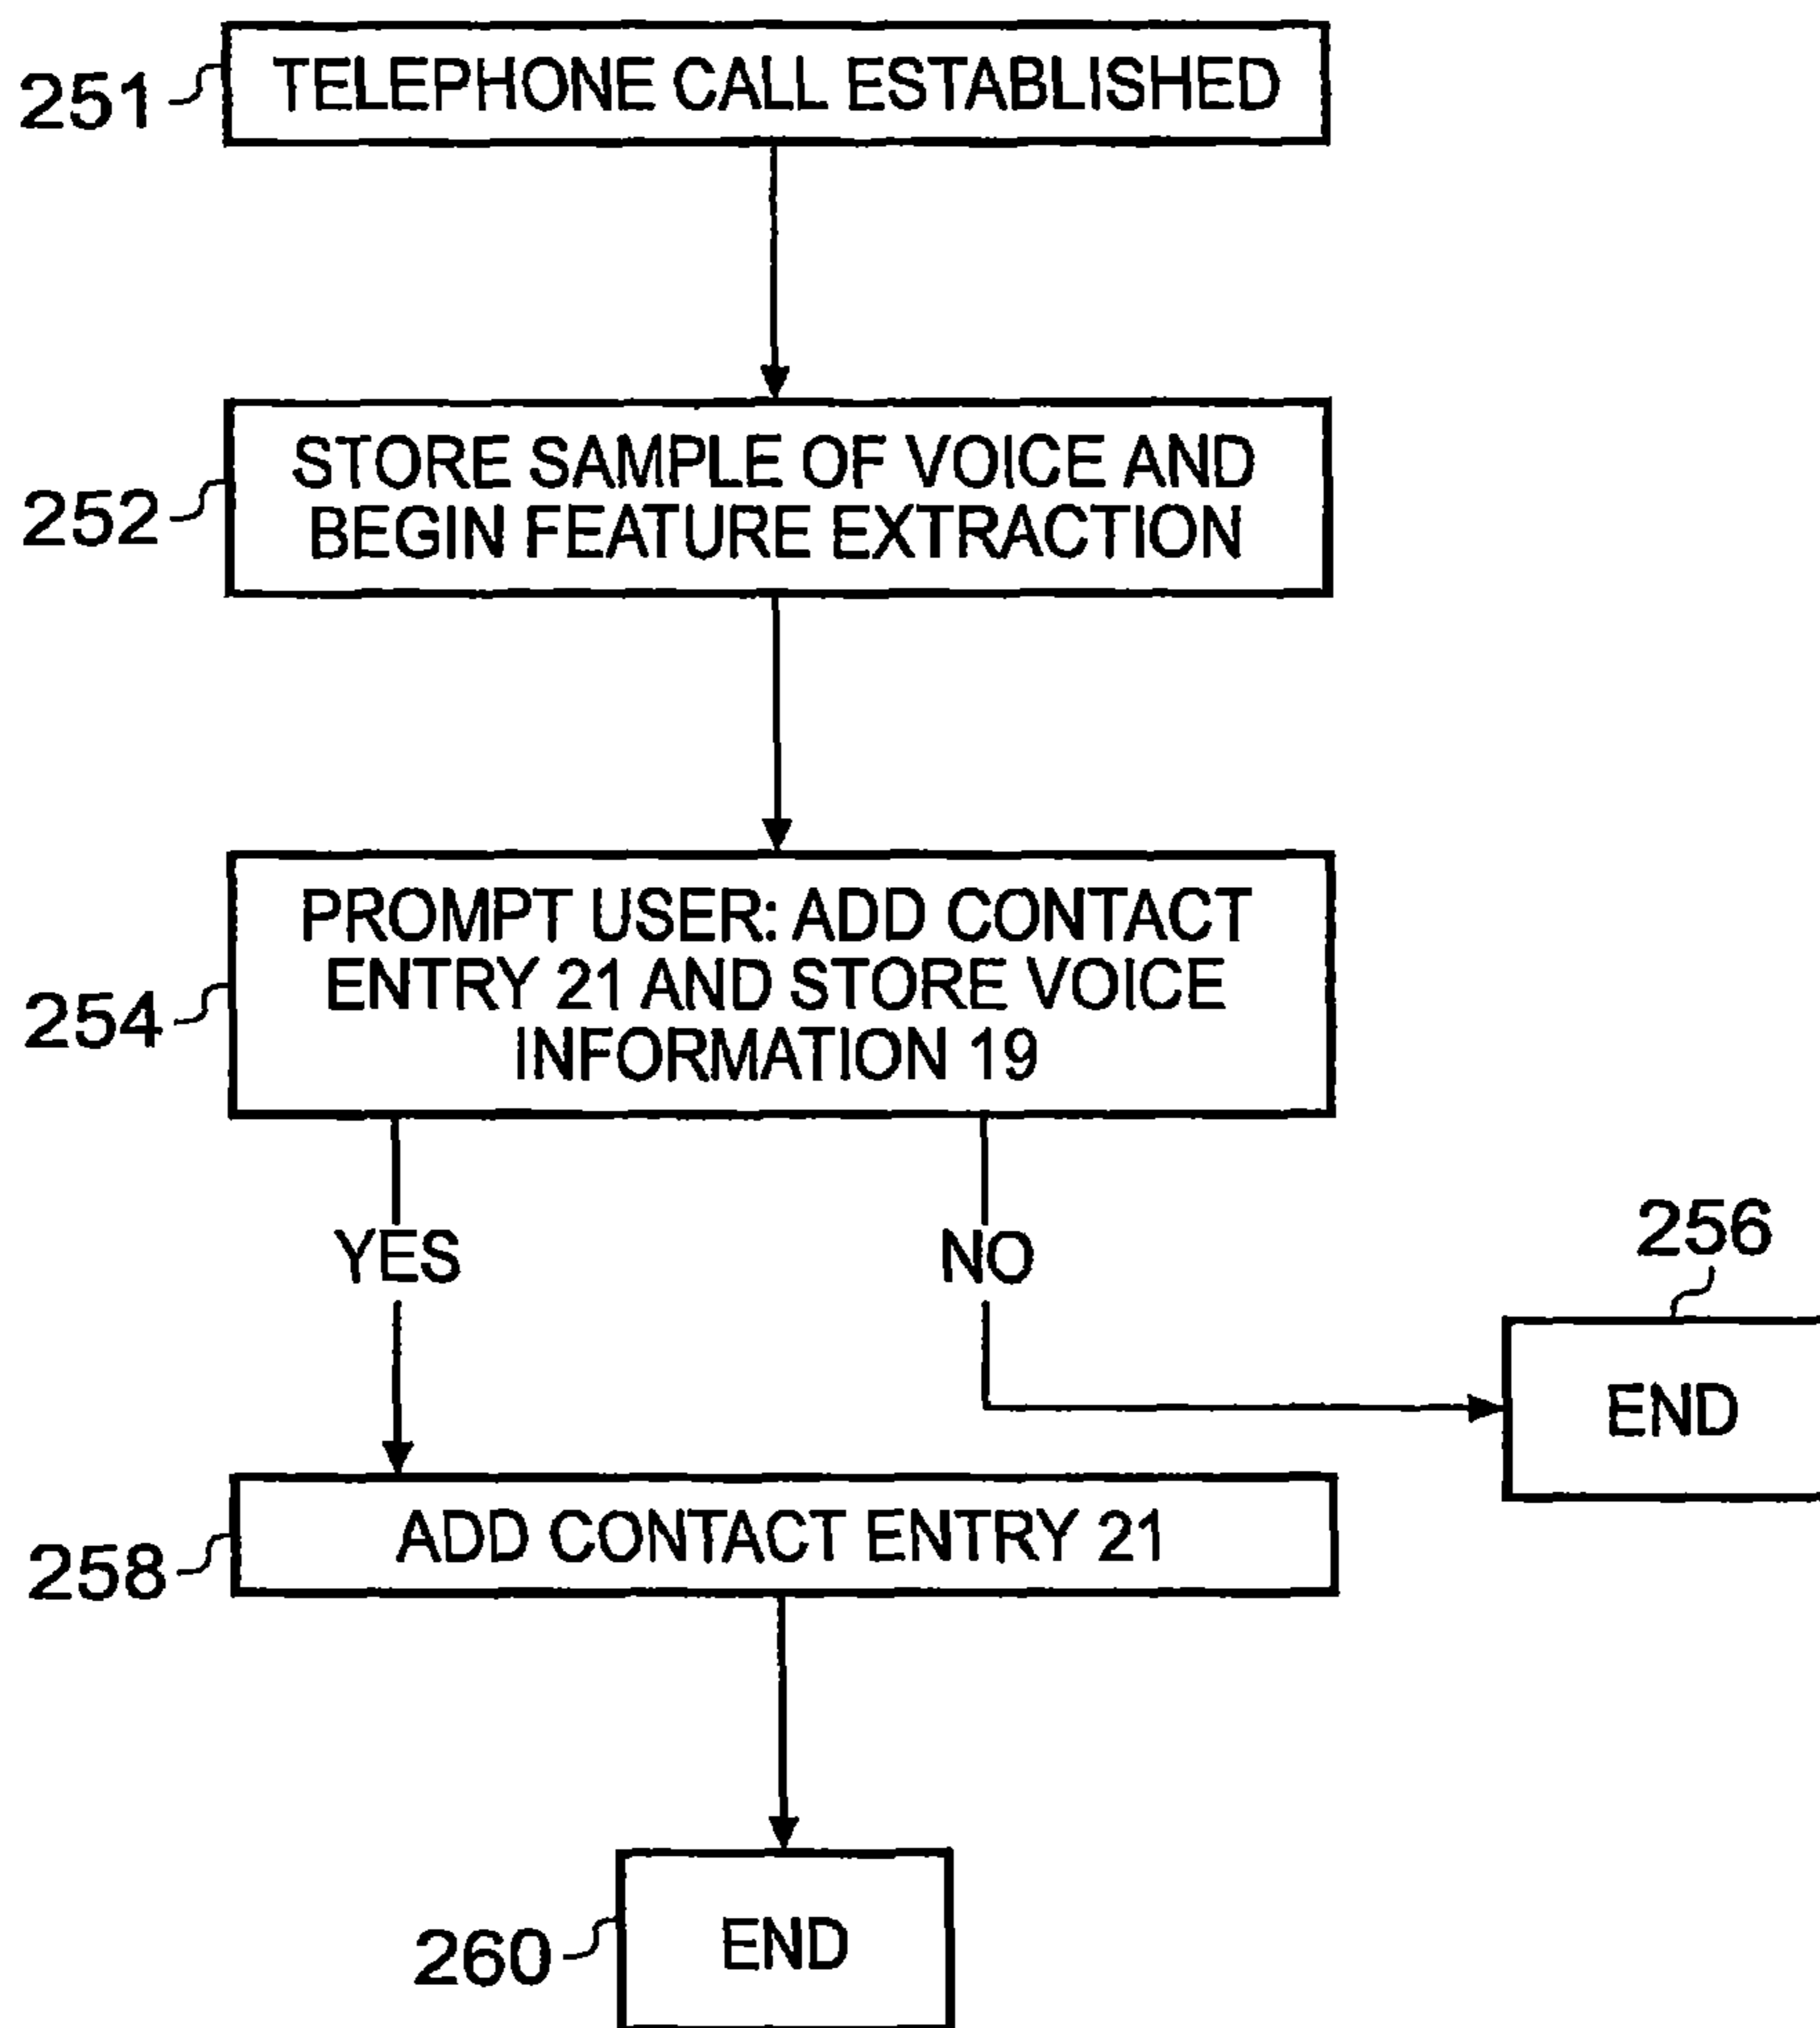 251
TELEPHONE CALL ESTABLISHED
252
STORE SAMPLE OF VOICE AND
BEGIN FEATURE EXTRACTION
254
PROMPT USER: ADD CONTACT
ENTRY 21 AND STORE VOICE
INFORMATION 19
YES
NO
256
END
258
ADD CONTACT ENTRY 21
260
END